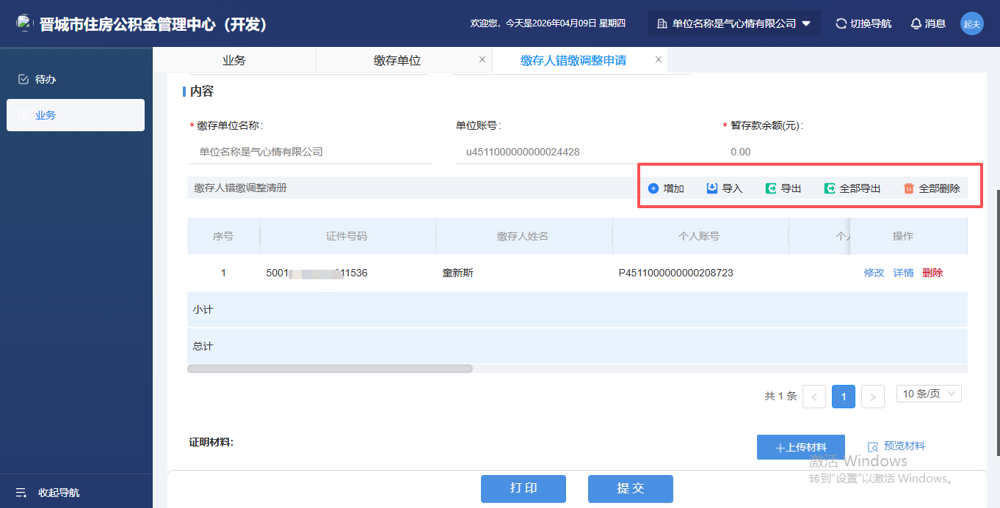 晋城市住房公积金管理中心（开发） 欢迎您，今天是2026年04月09日 星期四 单位名称是气心情有限公司 切换导航 消息 起夫
业务 缴存单位 × 缴存人错缴调整申请 ×
待办
业务
内容
* 缴存单位名称: 单位账号: * 暂存款余额(元):
单位名称是气心情有限公司 u4511000000000024428 0.00
缴存人错缴调整清册 增加 导入 导出 全部导出 全部删除
序号 证件号码 缴存人姓名 个人账号 个人 操作
1 5001 11536 童新斯 P4511000000000208723 修改 详情 删除
小计
总计
共 1 条 < 1 > 10 条/页
证明材料: ＋上传材料 预览材料
激活 Windows
转到“设置”以激活 Windows。
打 印 提 交
收起导航